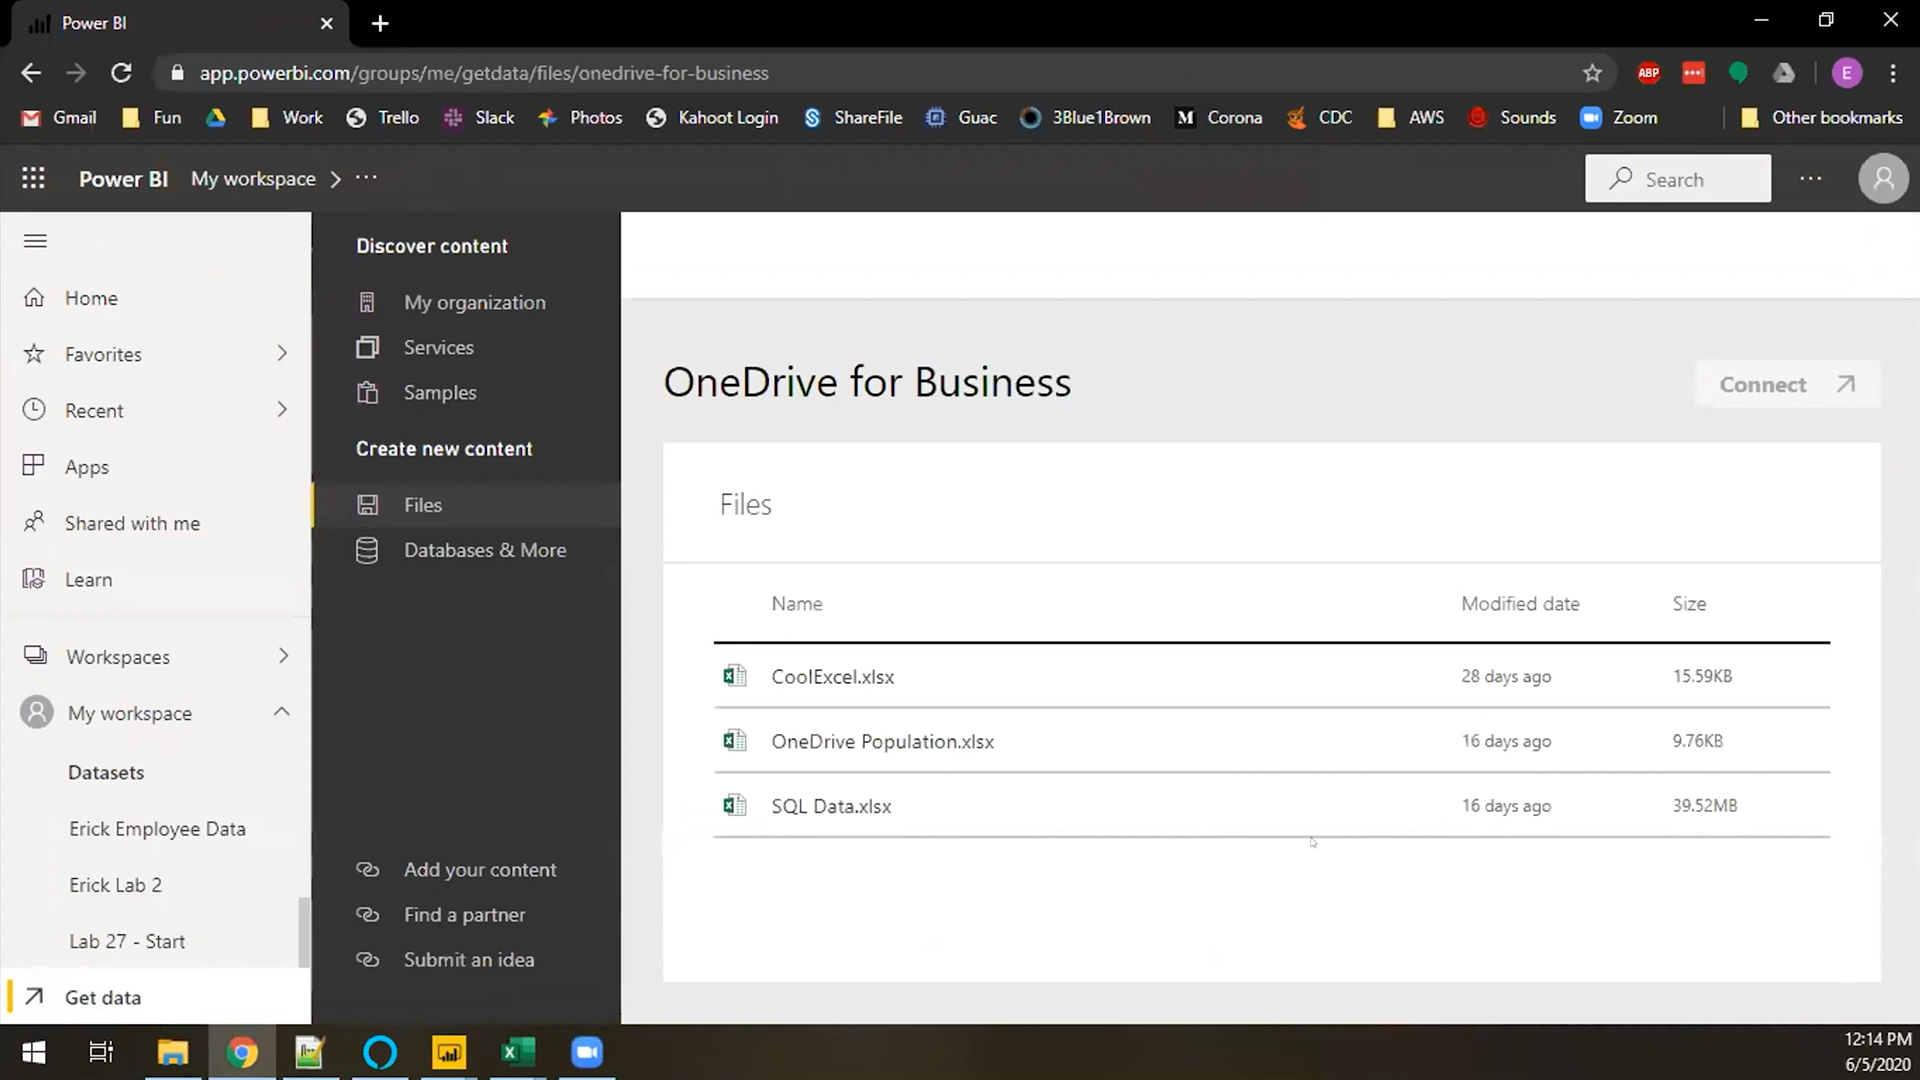 Power BI
app.powerbi.com/groups/me/getdata/files/onedrive-for-business
ABP
E
Gmail
Fun
Work
Trello
Slack
Photos
Kahoot Login
ShareFile
Guac
3Blue1Brown
M
Corona
CDC
AWS
Sounds
Zoom
Other bookmarks
Power BI
My workspace
Search
Home
Favorites
Recent
Apps
Shared with me
Learn
Workspaces
My workspace
Datasets
Erick Employee Data
Erick Lab 2
Lab 27 - Start
Get data
Discover content
My organization
Services
Samples
Create new content
Files
Databases & More
Add your content
Find a partner
Submit an idea
OneDrive for Business
Connect
Files
Name Modified date Size
CoolExcel.xlsx 28 days ago 15.59KB
OneDrive Population.xlsx 16 days ago 9.76KB
SQL Data.xlsx 16 days ago 39.52MB
12:14 PM
6/5/2020